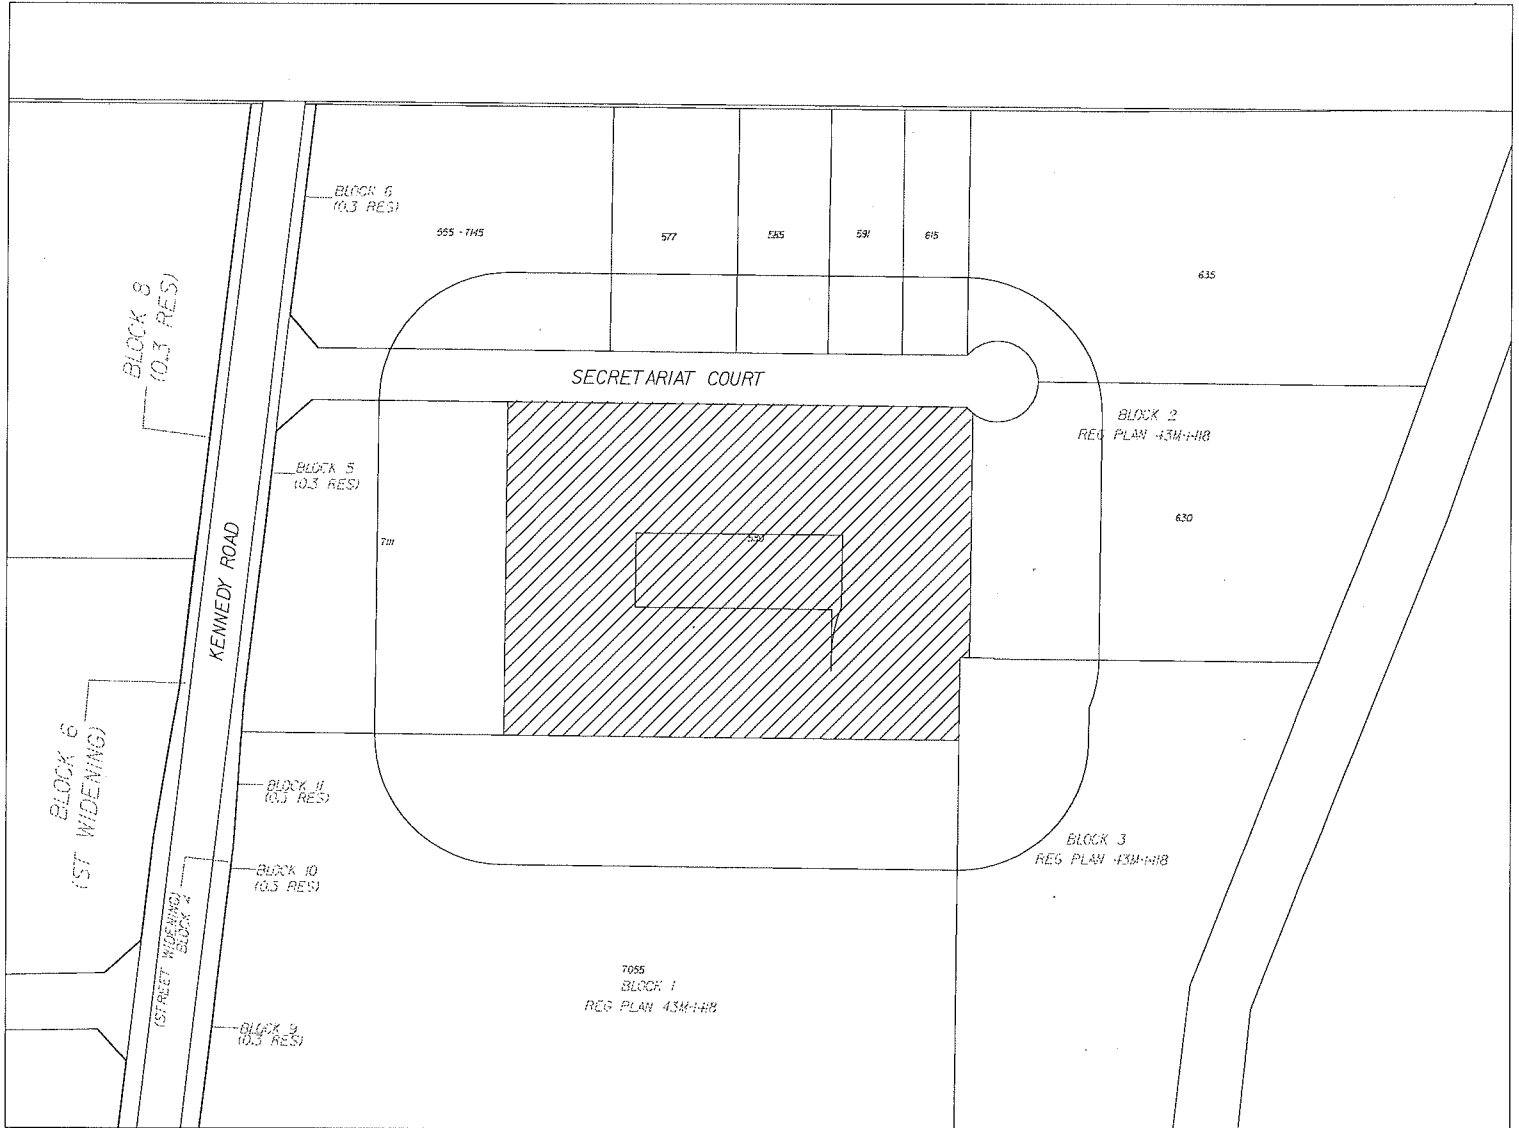 BLOCK 6
(0.3 RES)
555 - 7145
577
585
591
615
635
BLOCK 8
(0.3 RES)
SECRETARIAT COURT
BLOCK 2
REG PLAN 43M-1418
BLOCK 5
(0.3 RES)
630
7111
KENNEDY ROAD
BLOCK 6
(ST WIDENING)
BLOCK 11
(0.3 RES)
BLOCK 3
REG PLAN 43M-1418
BLOCK 10
(0.3 RES)
(STREET WIDENING)
BLOCK 4
7055
BLOCK 1
REG PLAN 43M-1418
BLOCK 9
(0.3 RES)